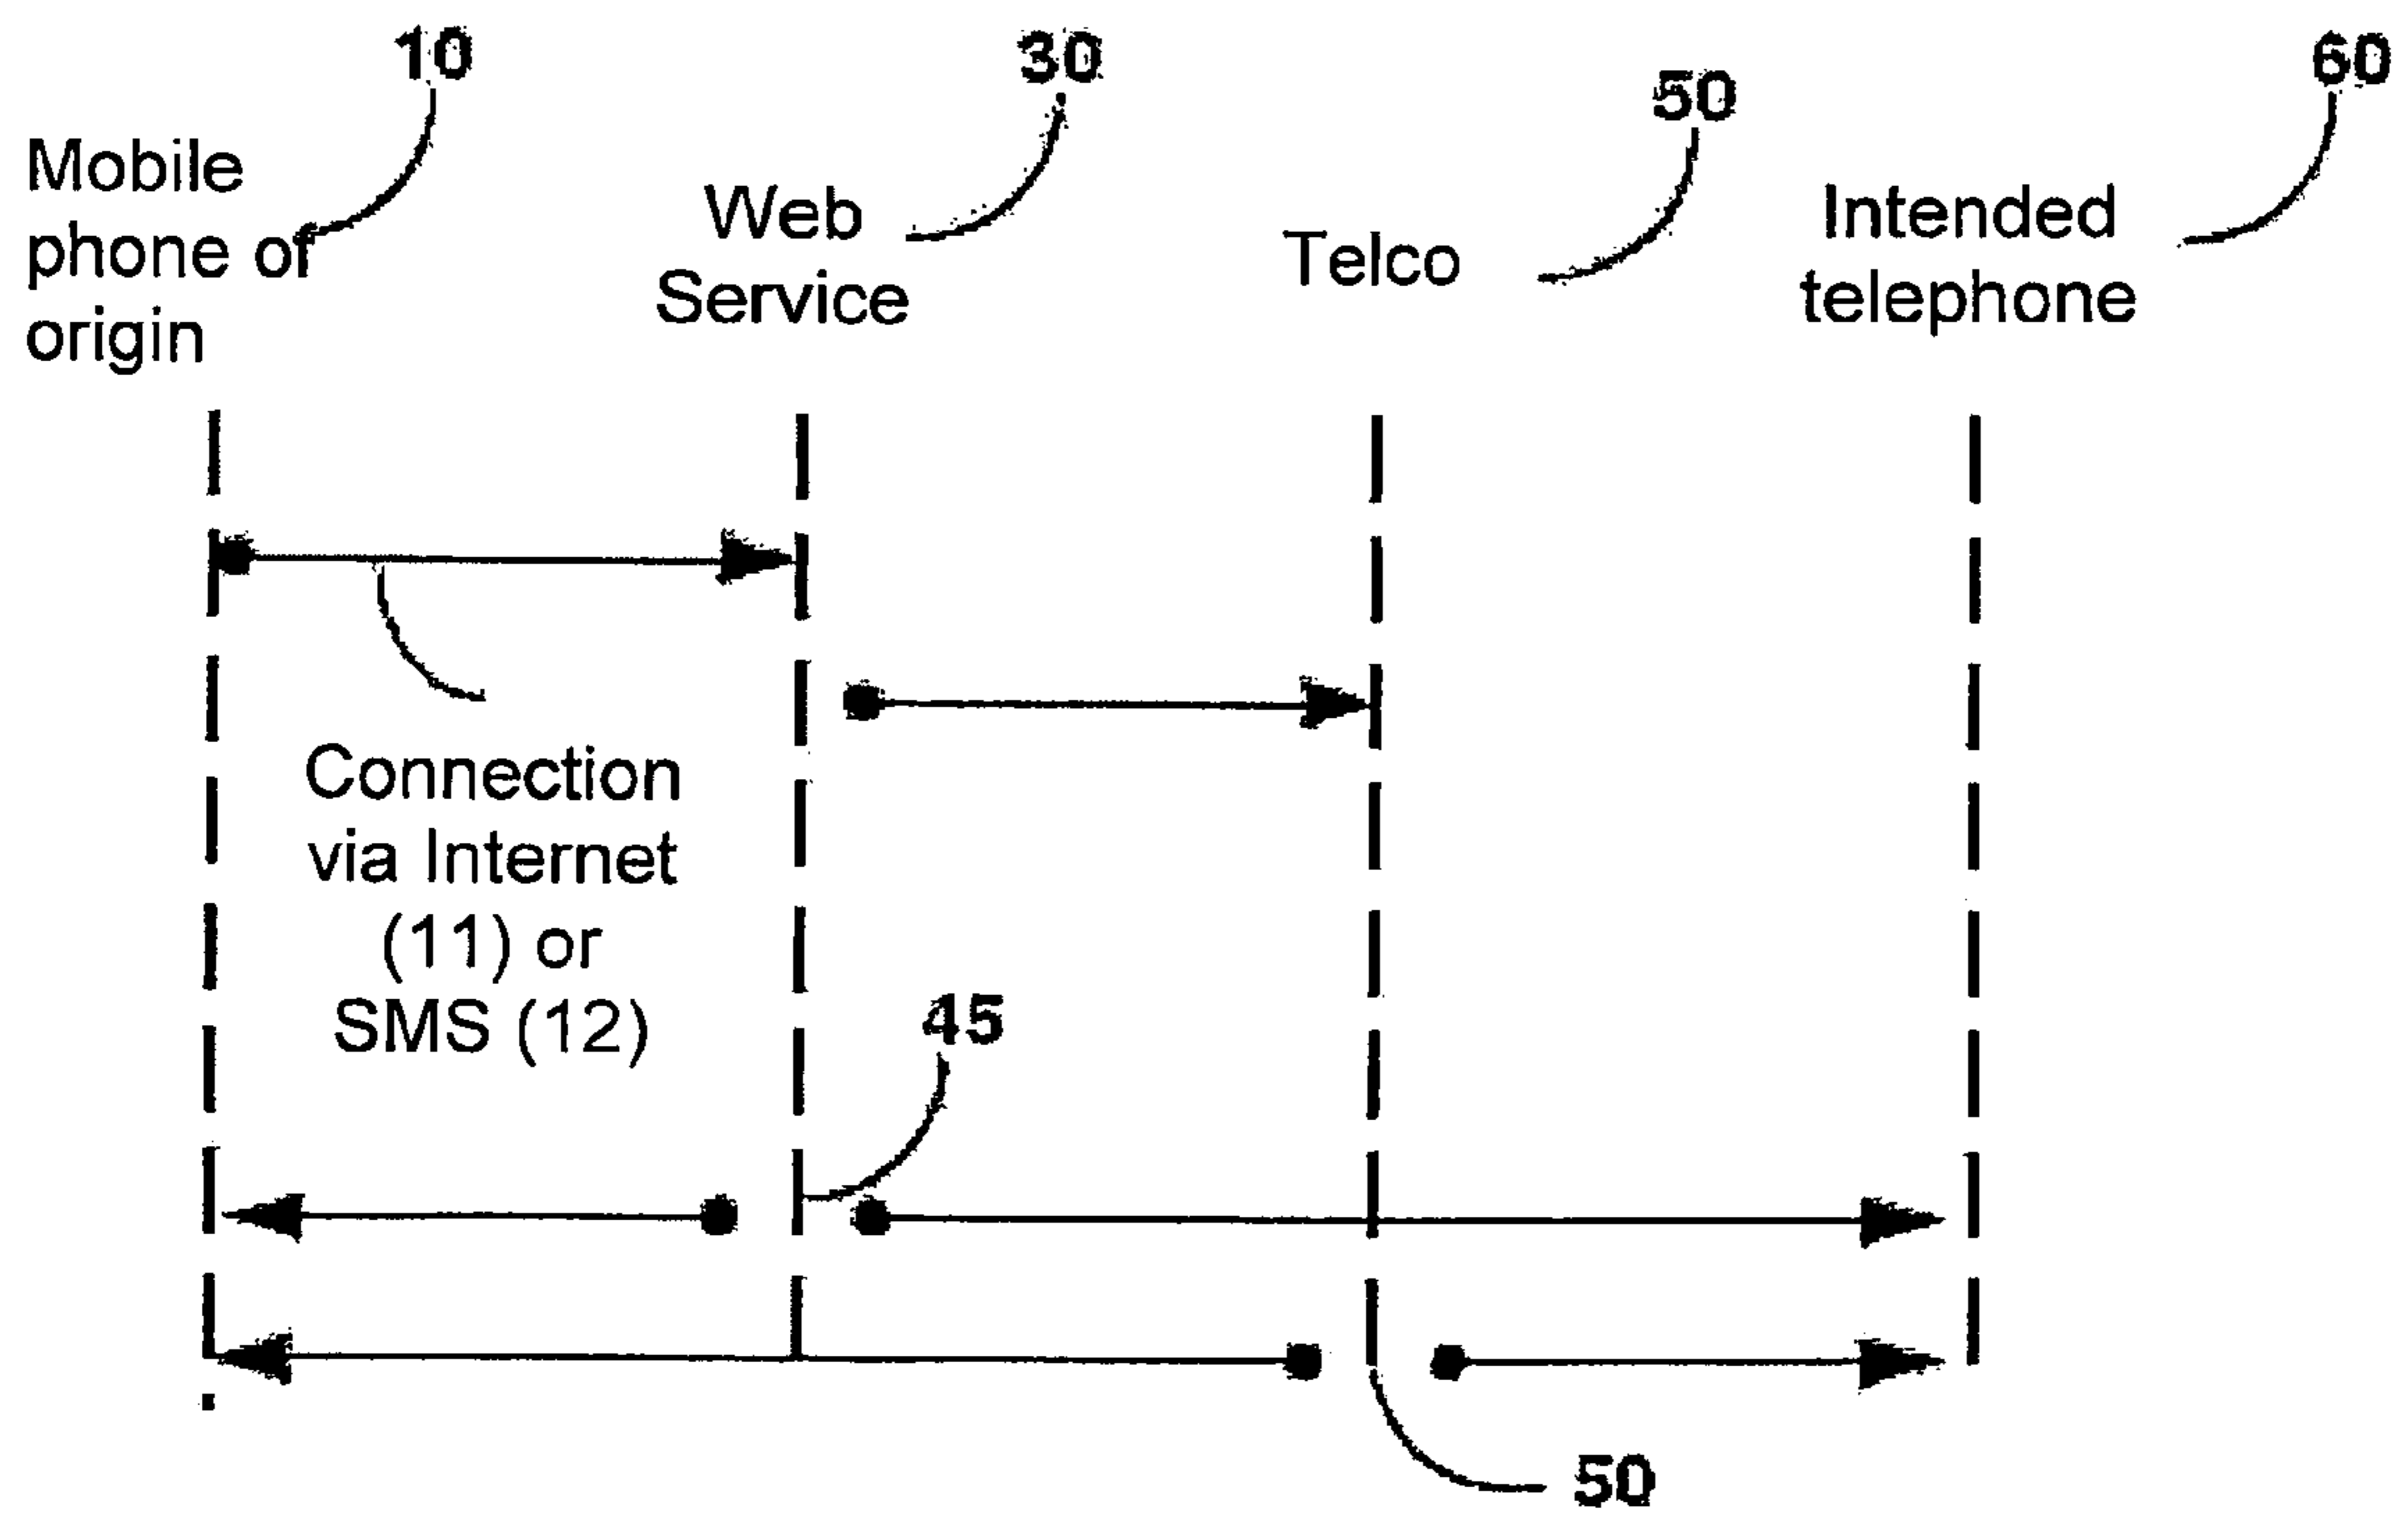 10
30
50
60
Mobile
phone of
origin
Web
Service
Telco
Intended
telephone
Connection
via Internet
(11) or
SMS (12)
45
50